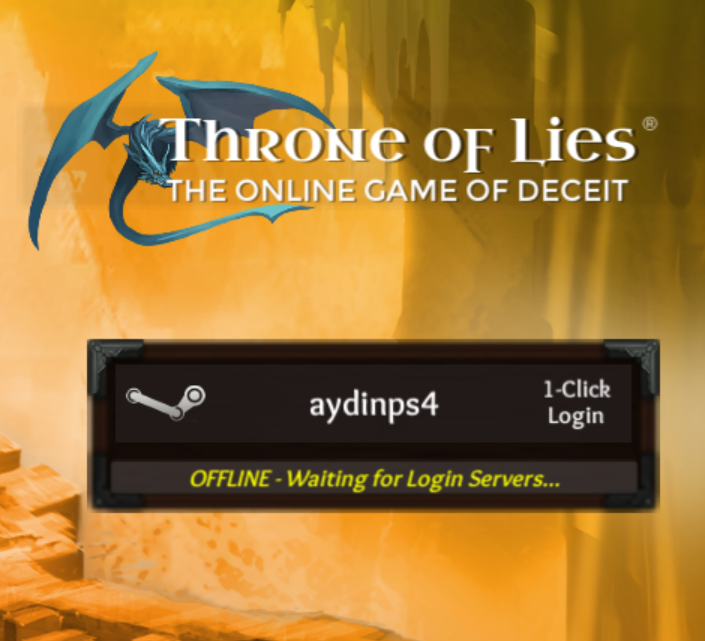 Throne of Lies®
THE ONLINE GAME OF DECEIT
aydinps4
1-Click
Login
OFFLINE - Waiting for Login Servers...